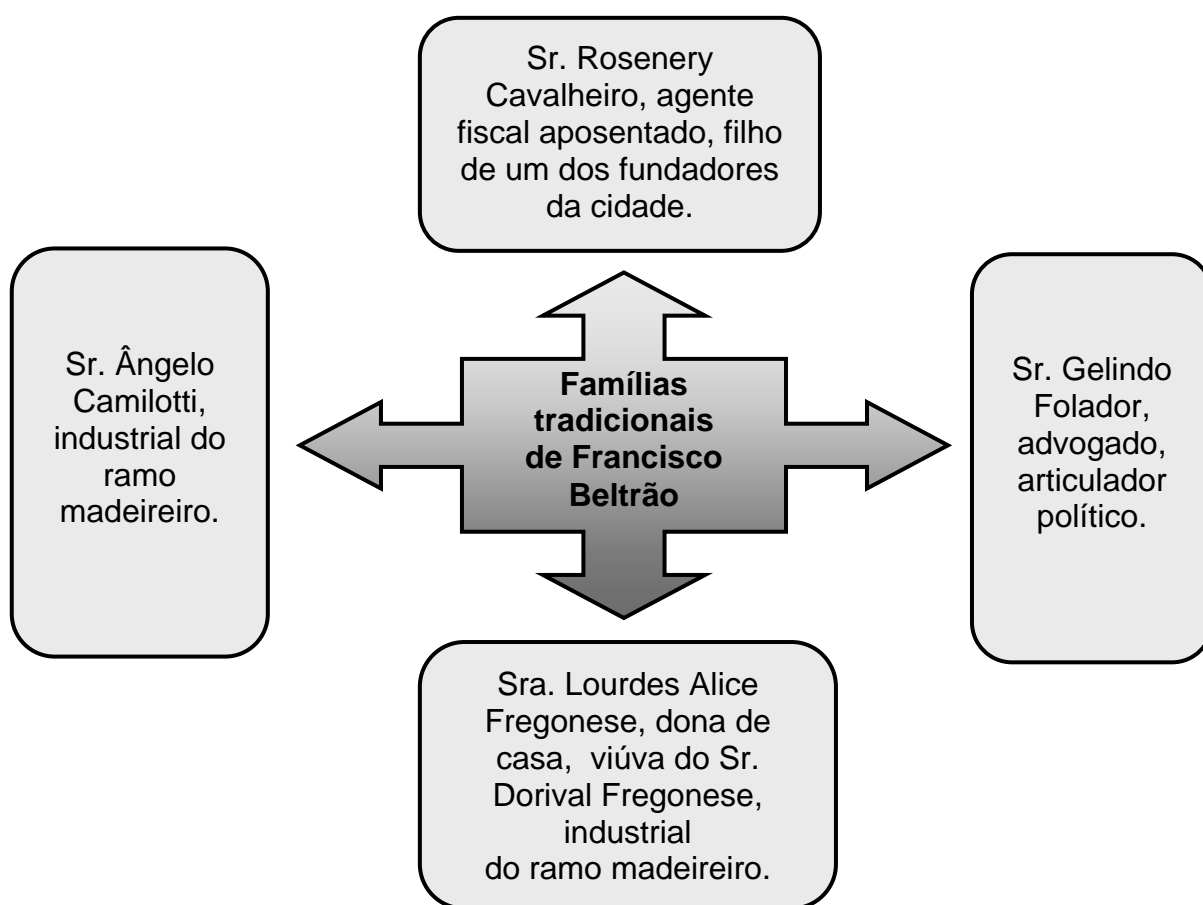 Sr. Rosenery
Cavalheiro, agente
fiscal aposentado, filho
de um dos fundadores
da cidade.
Sr. Ângelo
Camilotti,
industrial do
ramo
madeireiro.
Famílias
tradicionais
de Francisco
Beltrão
Sr. Gelindo
Folador,
advogado,
articulador
político.
Sra. Lourdes Alice
Fregonese, dona de
casa,  viúva do Sr.
Dorival Fregonese,
industrial
do ramo madeireiro.